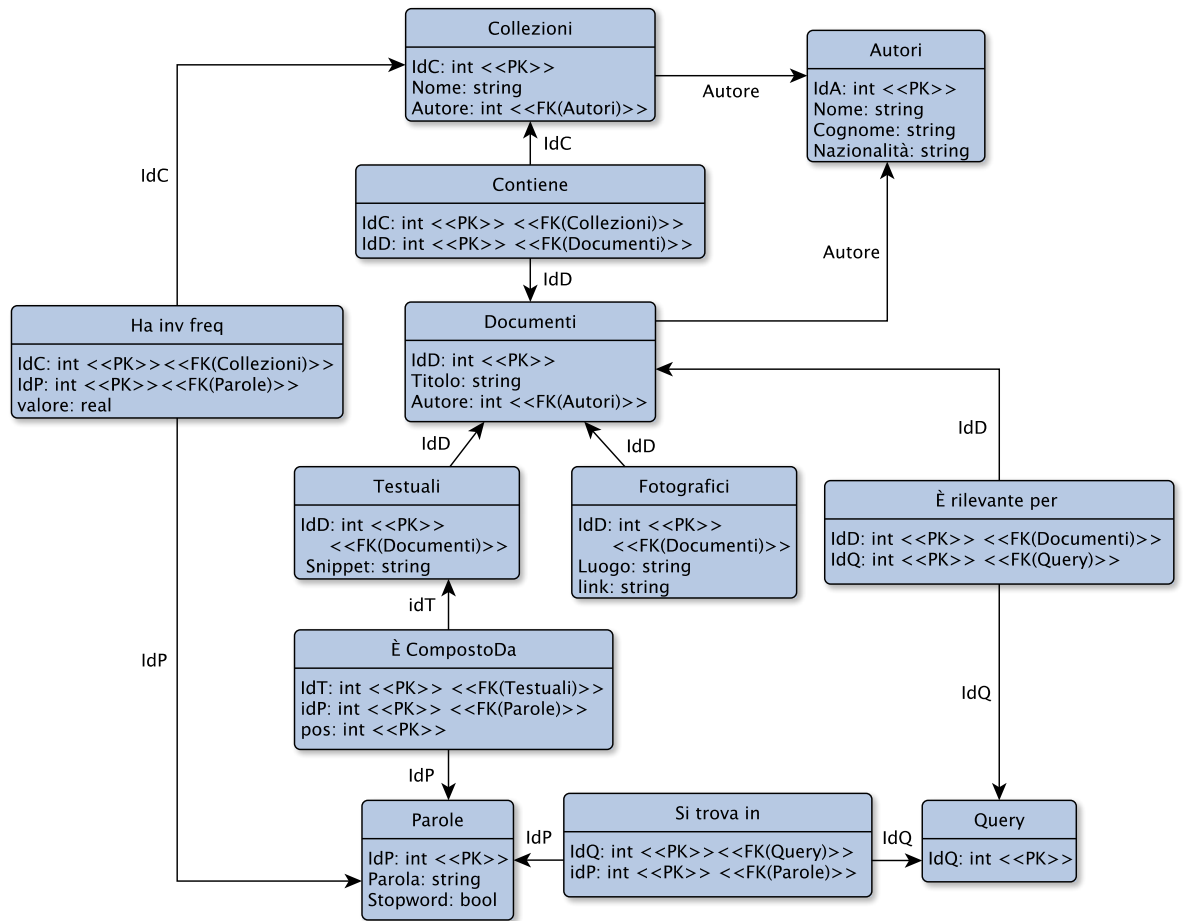 Collezioni
IdC: int <<PK>>
Nome: string
Autore: int <<FK(Autori)>>
Autori
IdA: int <<PK>>
Nome: string
Cognome: string
Nazionalità: string
Autore
IdC
IdC
Contiene
IdC: int <<PK>> <<FK(Collezioni)>>
IdD: int <<PK>> <<FK(Documenti)>>
Autore
IdD
Ha inv freq
IdC: int <<PK>><<FK(Collezioni)>>
IdP: int <<PK>><<FK(Parole)>>
valore: real
Documenti
IdD: int <<PK>>
Titolo: string
Autore: int <<FK(Autori)>>
IdD
IdD
IdD
Testuali
IdD: int <<PK>>
<<FK(Documenti)>>
Snippet: string
Fotografici
IdD: int <<PK>>
<<FK(Documenti)>>
Luogo: string
link: string
È rilevante per
IdD: int <<PK>> <<FK(Documenti)>>
IdQ: int <<PK>> <<FK(Query)>>
idT
È CompostoDa
IdT: int <<PK>> <<FK(Testuali)>>
idP: int <<PK>> <<FK(Parole)>>
pos: int <<PK>>
IdP
IdQ
IdP
Parole
IdP: int <<PK>>
Parola: string
Stopword: bool
IdP
Si trova in
IdQ: int <<PK>><<FK(Query)>>
idP: int <<PK>> <<FK(Parole)>>
IdQ
Query
IdQ: int <<PK>>